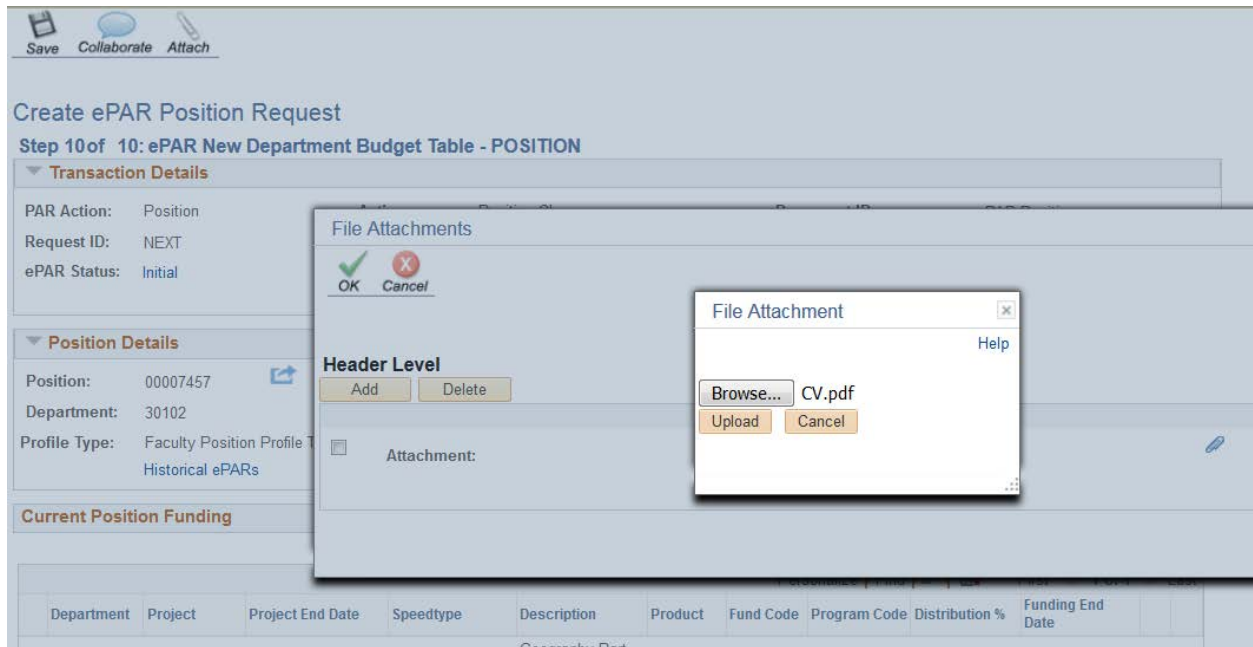 Save Collaborate Attach
Create ePAR Position Request
Step 10of 10: ePAR New Department Budget Table - POSITION
Transaction Details
PAR Action: Position
Request ID: NEXT
ePAR Status: Initial
File Attachments
OK Cancel
File Attachment
Help
Browse... CV.pdf
Upload Cancel
Header Level
Add Delete
Attachment:
Position Details
Position: 00007457
Department: 30102
Profile Type: Faculty Position Profile T
Historical ePARs
Current Position Funding
Department Project Project End Date Speedtype Description Product Fund Code Program Code Distribution % Funding End
Date